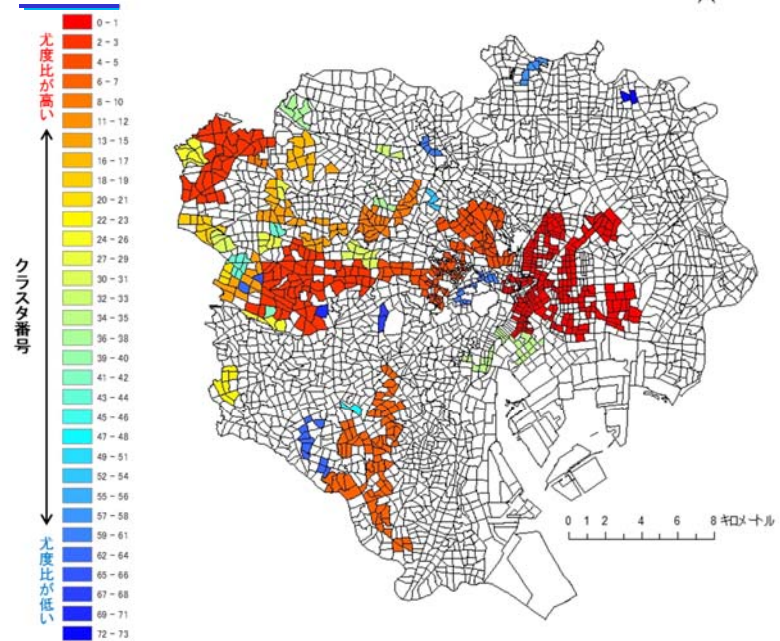 尤度比が高い
クラスタ番号
尤度比が低い
0 - 1
2 - 3
4 - 5
6 - 7
8 - 10
11 - 12
13 - 15
16 - 17
18 - 19
20 - 21
22 - 23
24 - 26
27 - 29
30 - 31
32 - 33
34 - 35
36 - 38
39 - 40
41 - 42
43 - 44
45 - 46
47 - 48
49 - 51
52 - 54
55 - 56
57 - 58
59 - 61
62 - 64
65 - 66
67 - 68
69 - 71
72 - 73
0 1 2 4 6 8 キロメートル